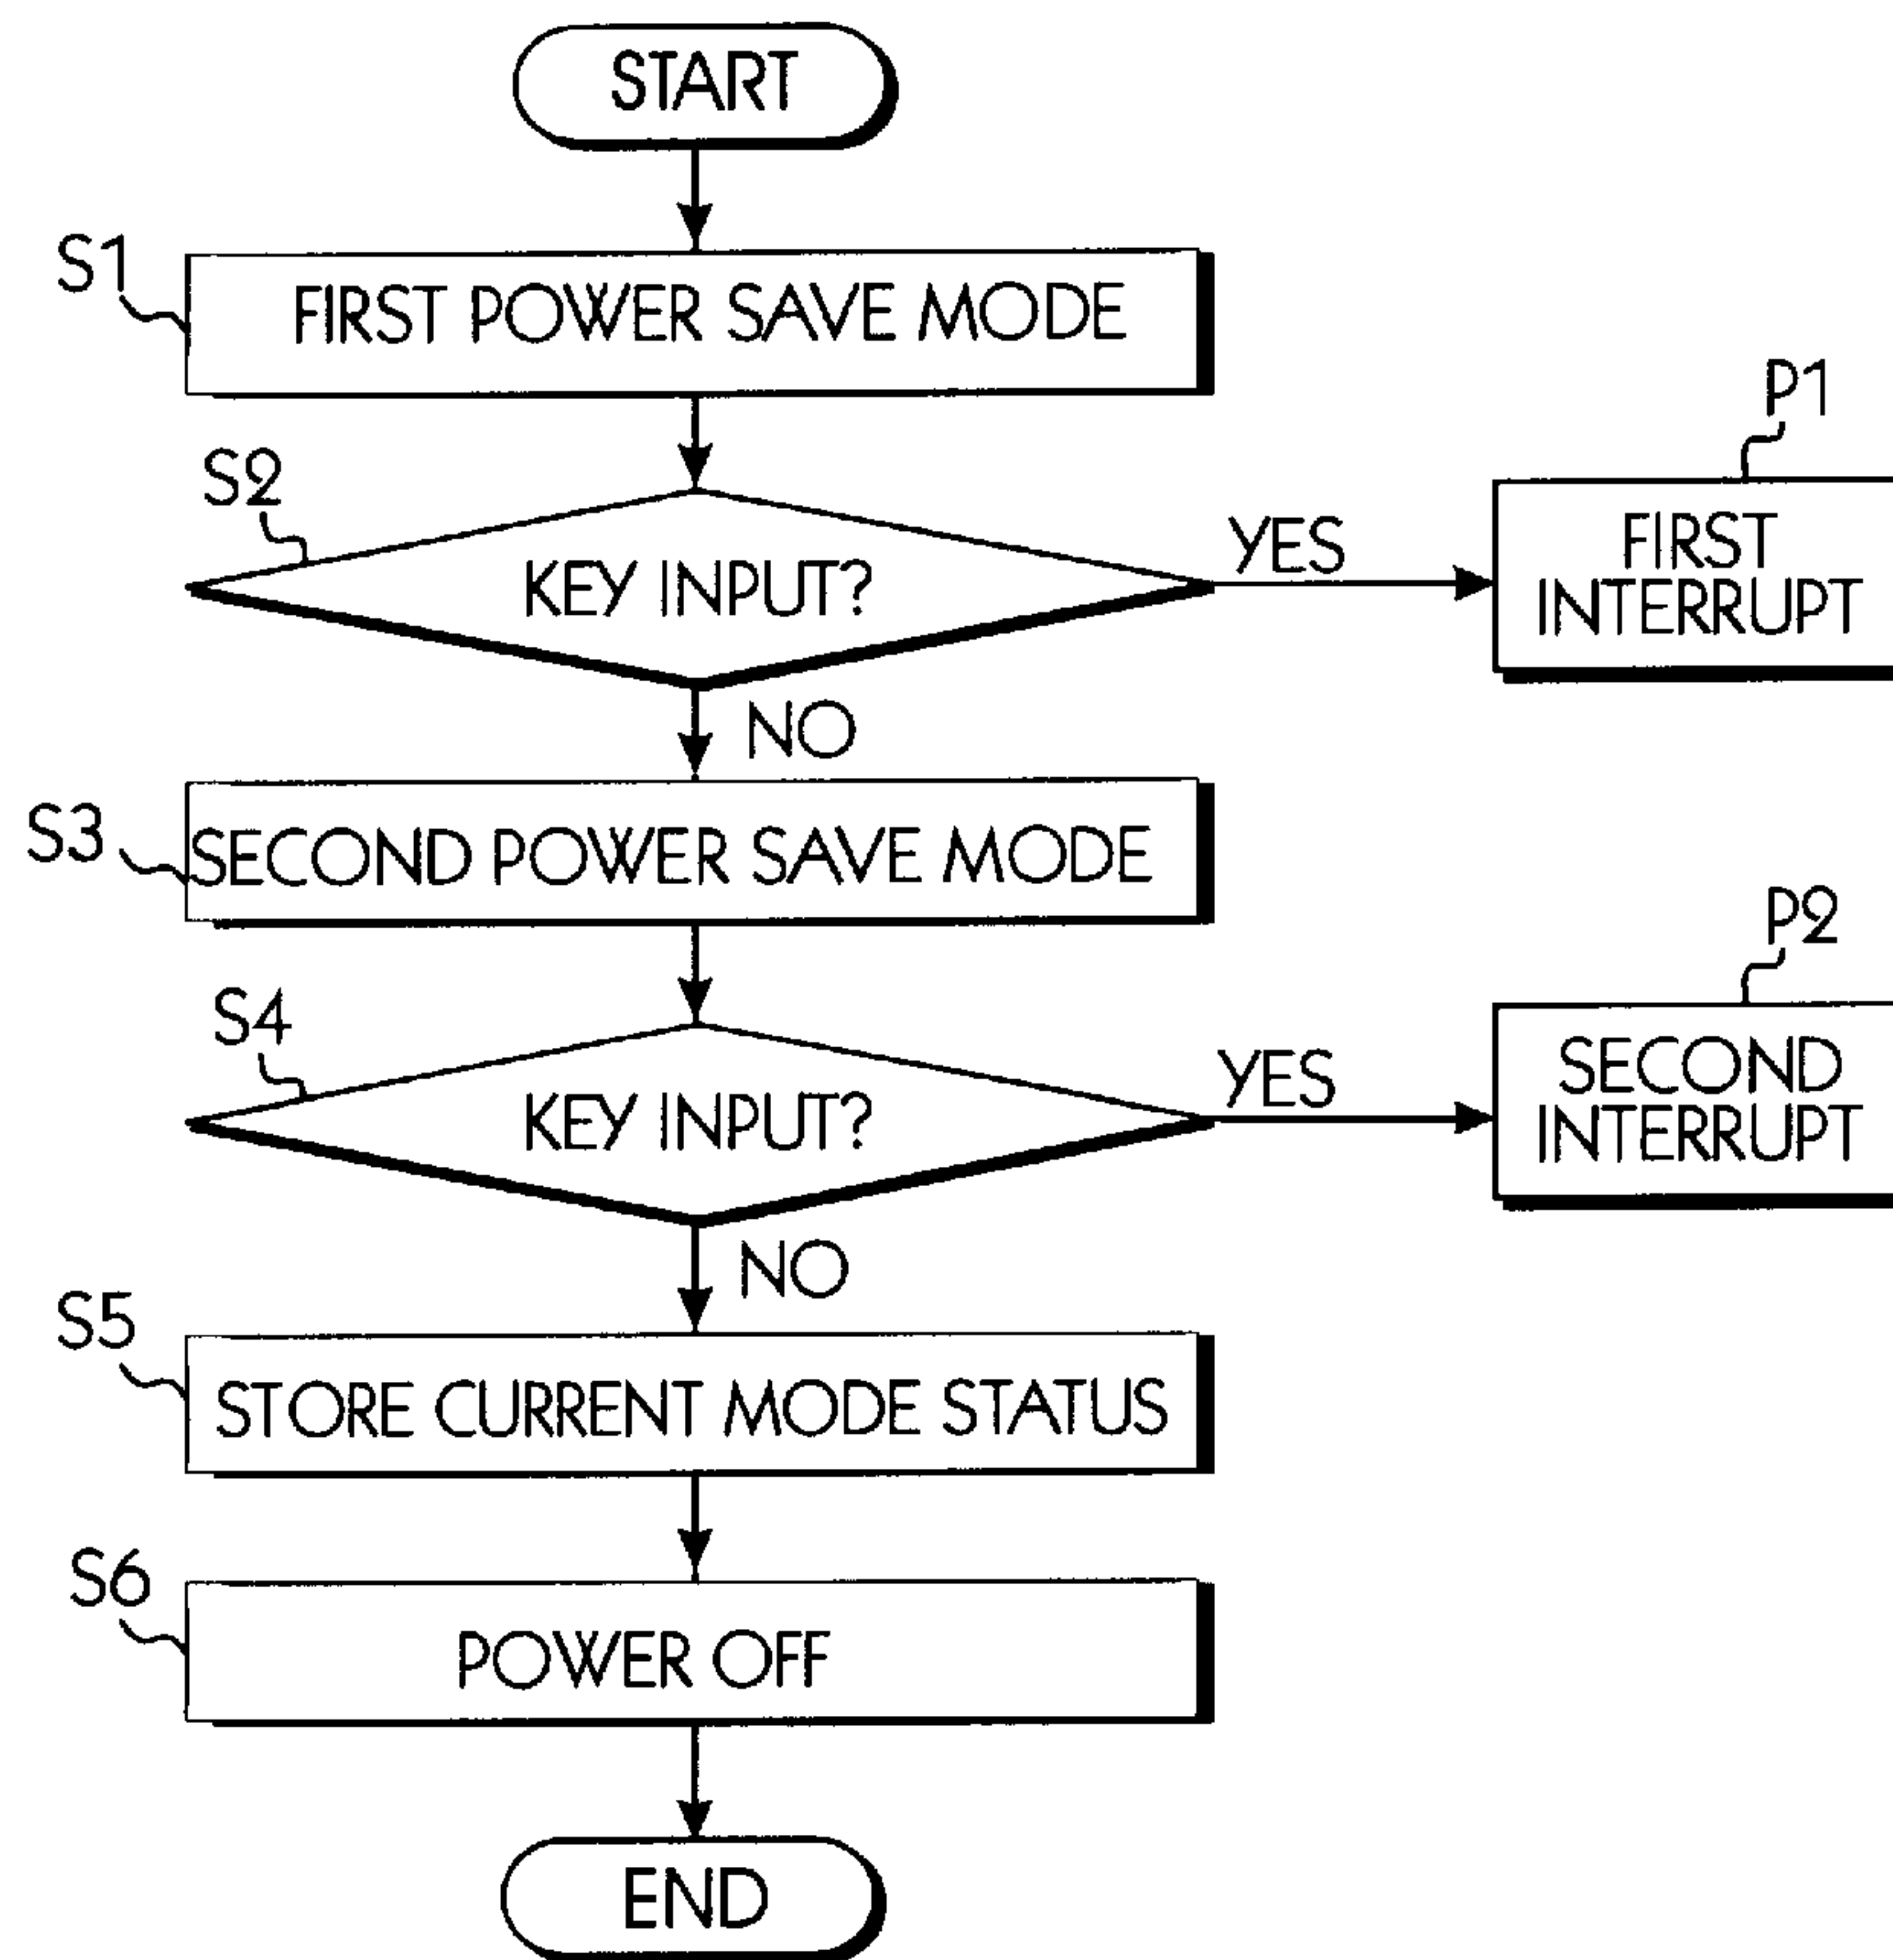 START
S1
FIRST POWER SAVE MODE
P1
S2
KEY INPUT?
YES
FIRST
INTERRUPT
NO
S3
SECOND POWER SAVE MODE
P2
S4
KEY INPUT?
YES
SECOND
INTERRUPT
NO
S5
STORE CURRENT MODE STATUS
S6
POWER OFF
END